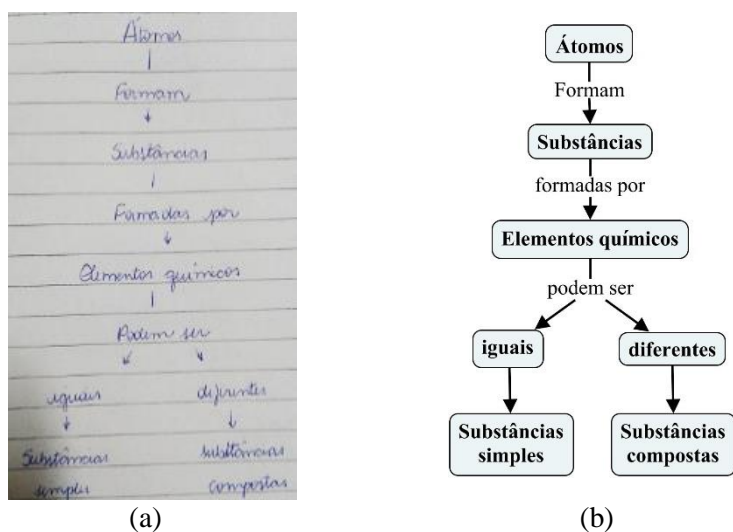 Átomos
Formam
Substâncias
Formadas por
Elementos químicos
Podem ser
iguais diferentes
Substâncias substâncias
simples compostas
(a)
Átomos
Formam
Substâncias
formadas por
Elementos químicos
podem ser
iguais diferentes
Substâncias Substâncias
simples compostas
(b)